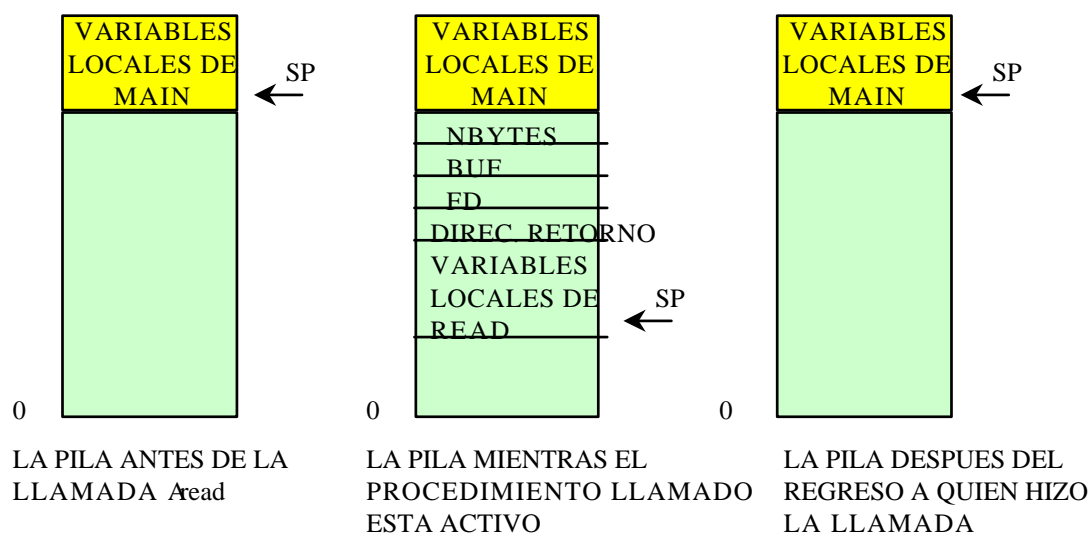 VARIABLES
LOCALES DE
MAIN
SP
0
LA PILA ANTES DE LA
LLAMADA Aread
VARIABLES
LOCALES DE
MAIN
NBYTES
BUF
FD
DIREC. RETORNO
VARIABLES
LOCALES DE
READ
SP
0
LA PILA MIENTRAS EL
PROCEDIMIENTO LLAMADO
ESTA ACTIVO
VARIABLES
LOCALES DE
MAIN
SP
0
LA PILA DESPUES DEL
REGRESO A QUIEN HIZO
LA LLAMADA